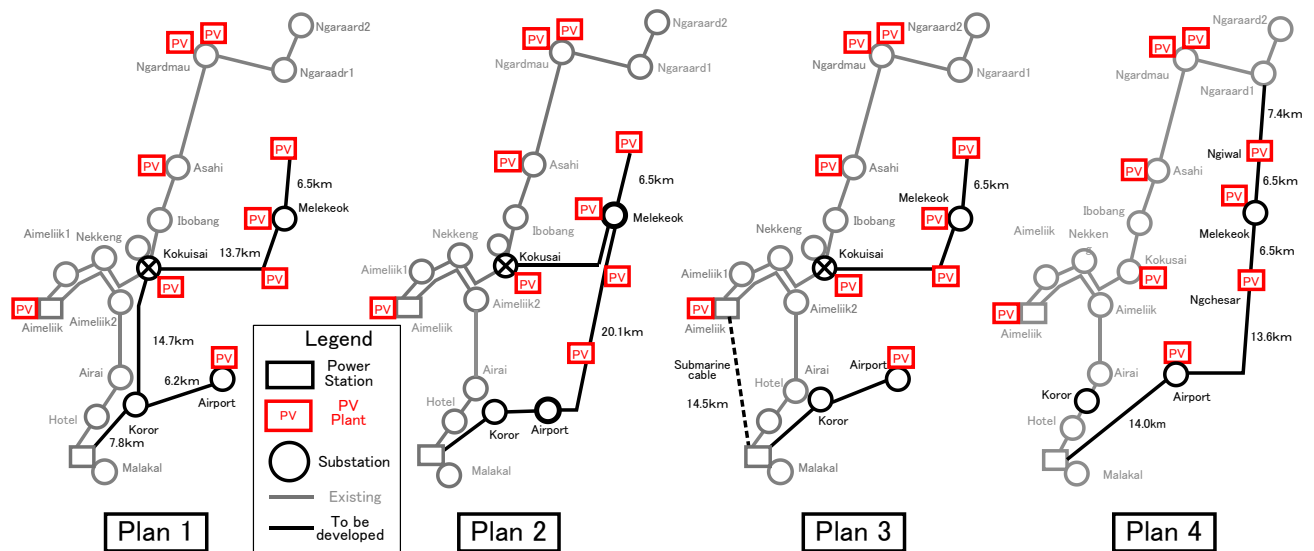 PV
PV
Ngaraard2
Ngardmau
Ngaraadr1
PV
Asahi
PV
6.5km
Ibobang
PV
Melekeok
Nekkeng
Aimeliik1
Kokuisai
13.7km
PV
PV
PV
Aimeliik
Aimeliik2
14.7km
PV
Airai
6.2km
Airport
Hotel
Koror
7.8km
Malakal
Plan 1
Legend
Power
Station
PV
PV
Plant
Substation
Existing
To be
developed
PV
PV
Ngaraard2
Ngardmau
Ngaraard1
PV
Asahi
PV
6.5km
PV
Melekeok
Ibobang
Nekkeng
Kokusai
Aimeliik1
PV
PV
PV
Aimeliik
Aimeliik2
20.1km
PV
Airai
Hotel
Koror
Airport
Malakal
Plan 2
PV
PV
Ngaraard2
Ngardmau
Ngaraard1
PV
Asahi
PV
6.5km
Melekeok
PV
Ibobang
Nekkeng
Kokusai
Aimeliik1
PV
PV
PV
Aimeliik
Aimeliik2
Submarine
cable
14.5km
Airport
PV
Hotel
Airai
Koror
Malakal
Plan 3
Ngaraard2
PV
PV
Ngardmau
Ngaraard1
7.4km
Ngiwal
PV
PV
Asahi
6.5km
PV
Melekeok
Ibobang
Nekken
g
Aimeliik
6.5km
Kokusai
PV
PV
Ngchesar
PV
Aimeliik
Aimeliik
13.6km
PV
Airai
Airport
Koror
14.0km
Hotel
Malakal
Plan 4